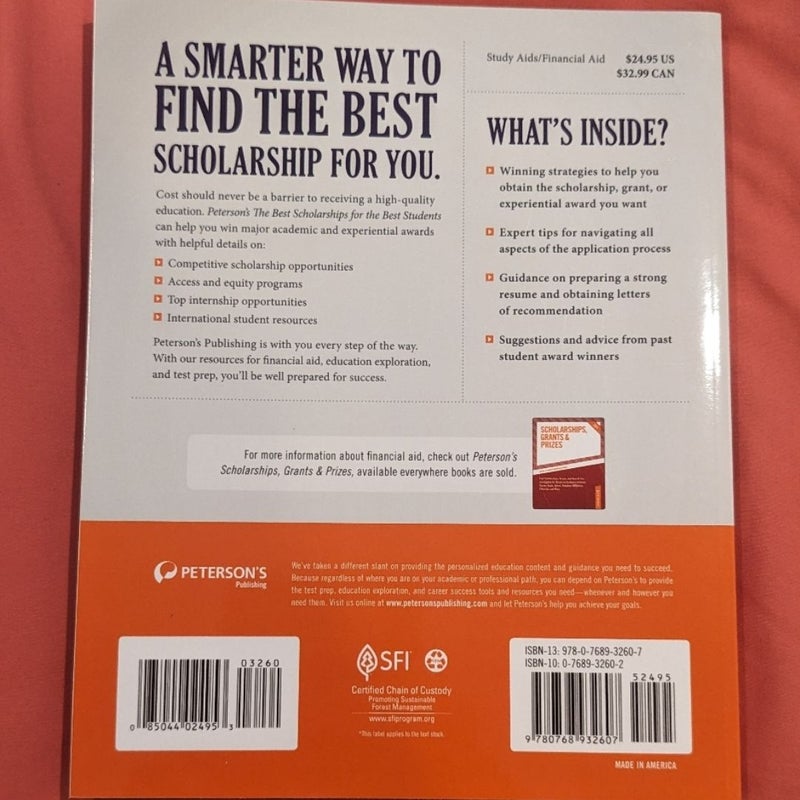 A SMARTER WAY TO
FIND THE BEST
SCHOLARSHIP FOR YOU.
Cost should never be a barrier to receiving a high-quality
education. Peterson's The Best Scholarships for the Best Students
can help you win major academic and experiential awards
with helpful details on:
Competitive scholarship opportunities
Access and equity programs
Top internship opportunities
International student resources
Peterson's Publishing is with you every step of the way.
With our resources for financial aid, education exploration,
and test prep, you'll be well prepared for success.
Study Aids/Financial Aid $24.95 US
$32.99 CAN
WHAT'S INSIDE?
Winning strategies to help you
obtain the scholarship, grant, or
experiential award you want
Expert tips for navigating all
aspects of the application process
Guidance on preparing a strong
resume and obtaining letters
of recommendation
Suggestions and advice from past
student award winners
For more information about financial aid, check out Peterson's
Scholarships, Grants & Prizes, available everywhere books are sold.
SCHOLARSHIPS,
GRANTS &
PRIZES
PETERSON'S
Publishing
We've taken a different slant on providing the personalized education content and guidance you need to succeed.
Because regardless of where you are on your academic or professional path, you can depend on Peterson's to provide
the test prep, education exploration, and career success tools and resources you need—whenever and however you
need them. Visit us online at www.petersonspublishing.com and let Peterson's help you achieve your goals.
03260
0 85044 02495 3
SFI
Certified Chain of Custody
Promoting Sustainable
Forest Management
www.sfiprogram.org
*This label applies to the text stock.
ISBN-13: 978-0-7689-3260-7
ISBN-10: 0-7689-3260-2
52495
9 780768 932607
MADE IN AMERICA